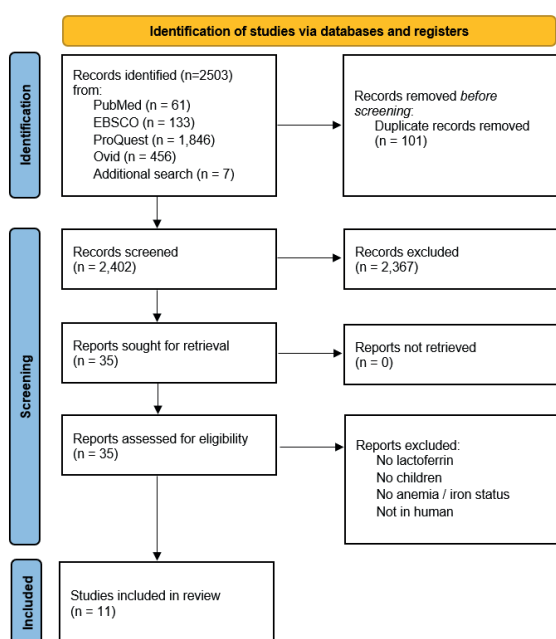 Identification of studies via databases and registers
Identification
Records identified (n=2503)
from:
PubMed (n = 61)
EBSCO (n = 133)
ProQuest (n = 1,846)
Ovid (n = 456)
Additional search (n = 7)
Records removed before
screening:
Duplicate records removed
(n = 101)
Screening
Records screened
(n = 2,402)
Records excluded
(n = 2,367)
Reports sought for retrieval
(n = 35)
Reports not retrieved
(n = 0)
Reports assessed for eligibility
(n = 35)
Reports excluded:
No lactoferrin
No children
No anemia / iron status
Not in human
Included
Studies included in review
(n = 11)